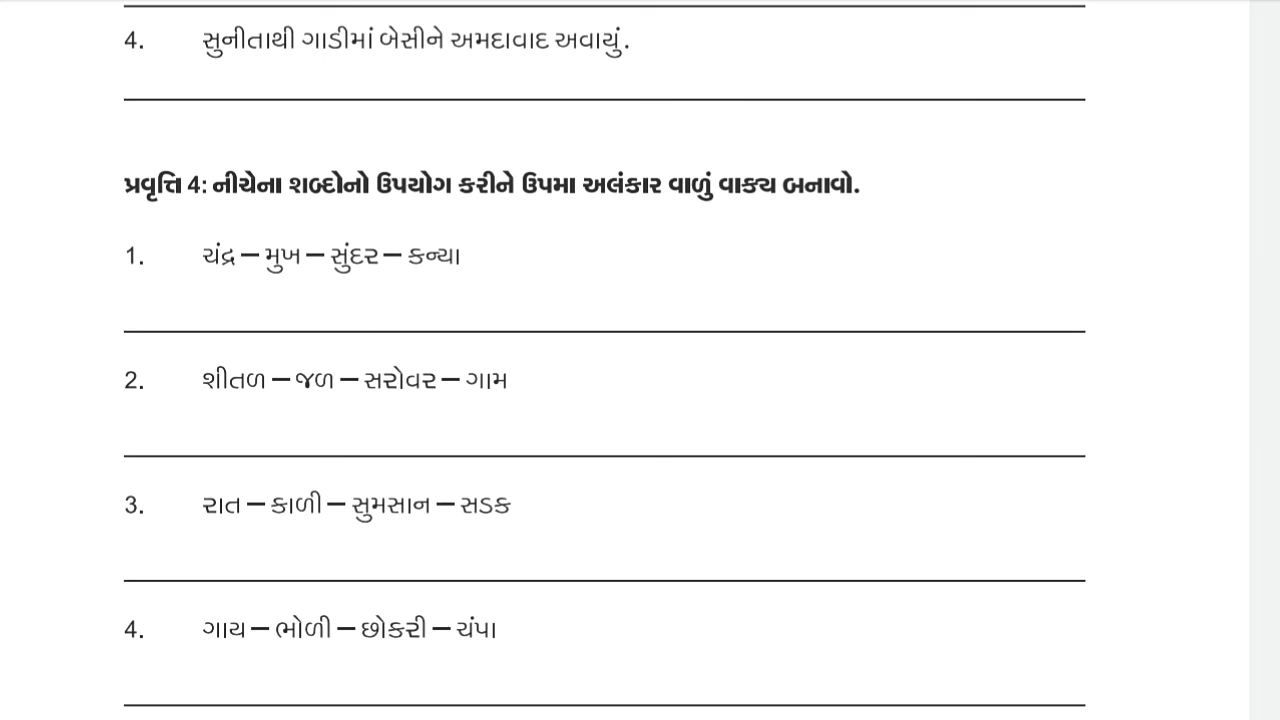 4. સુનીતાથી ગાડીમાં બેસીને અમદાવાદ અવાયું.
પ્રવૃત્તિ 4: નીચેના શબ્દોનો ઉપયોગ કરીને ઉપમા અલંકાર વાળું વાક્ય બનાવો.
1. ચંદ્ર – મુખ – સુંદર – કન્યા
2. શીતળ – જળ – સરોવર – ગામ
3. રાત – કાળી – સુમસાન – સડક
4. ગાય – ભોળી – છોકરી – ચંપા